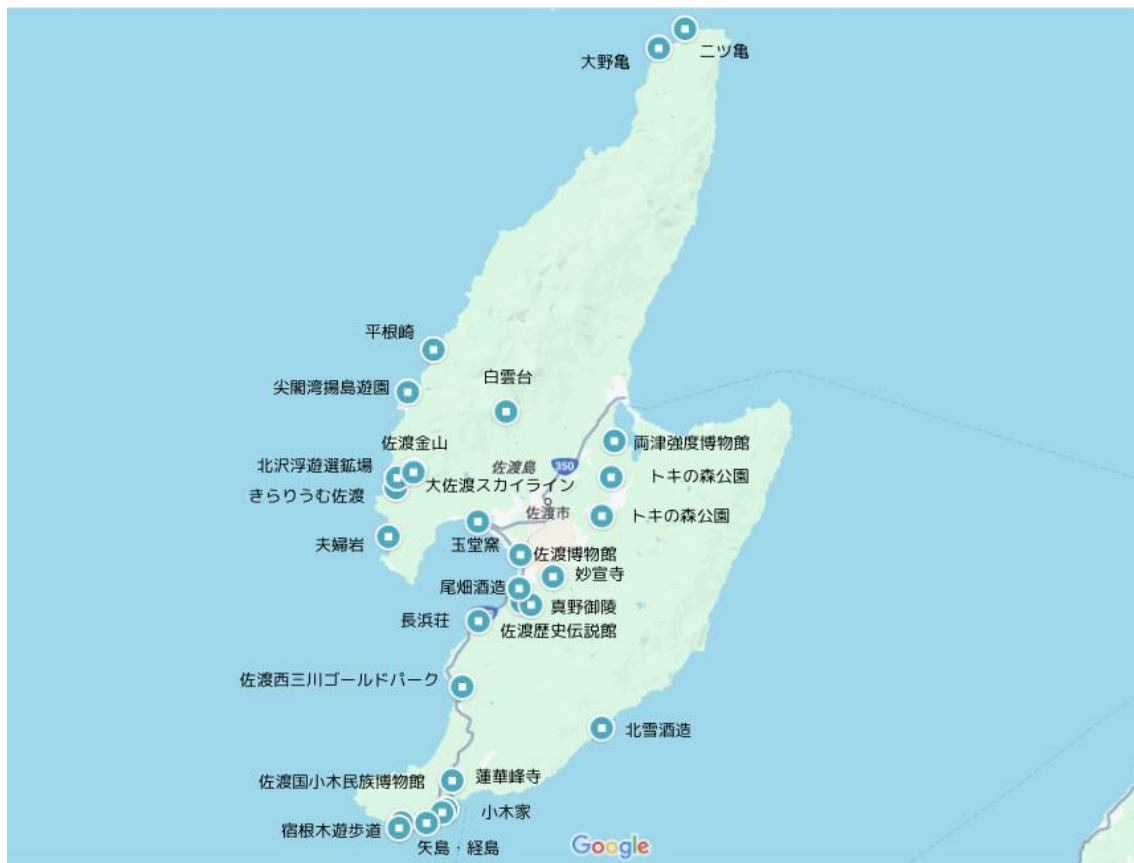 二ツ亀
大野亀
平根崎
白雲台
尖閣湾揚島遊園
佐渡金山
両津強度博物館
北沢浮遊選鉱場
佐渡島
350
トキの森公園
きらりうむ佐渡
大佐渡スカイライン
佐渡市
トキの森公園
夫婦岩
玉堂窯
佐渡博物館
妙宣寺
尾畑酒造
真野御陵
長浜荘
佐渡歴史伝説館
佐渡西三川ゴールドパーク
北雪酒造
佐渡国小木民族博物館
蓮華峰寺
小木家
宿根木遊歩道
矢島・経島
Google